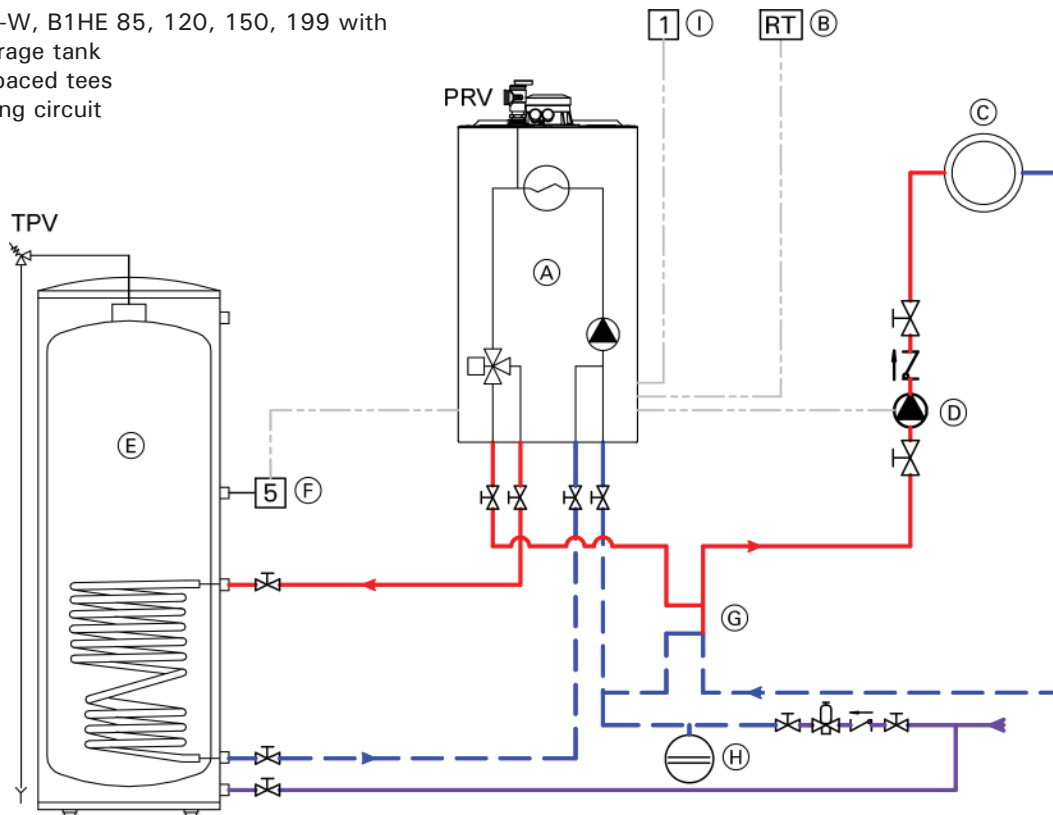 -W, B1HE 85, 120, 150, 199 with
rage tank
paced tees
ng circuit
1 I
RT B
PRV
C
TPV
A
D
E
5 F
G
H